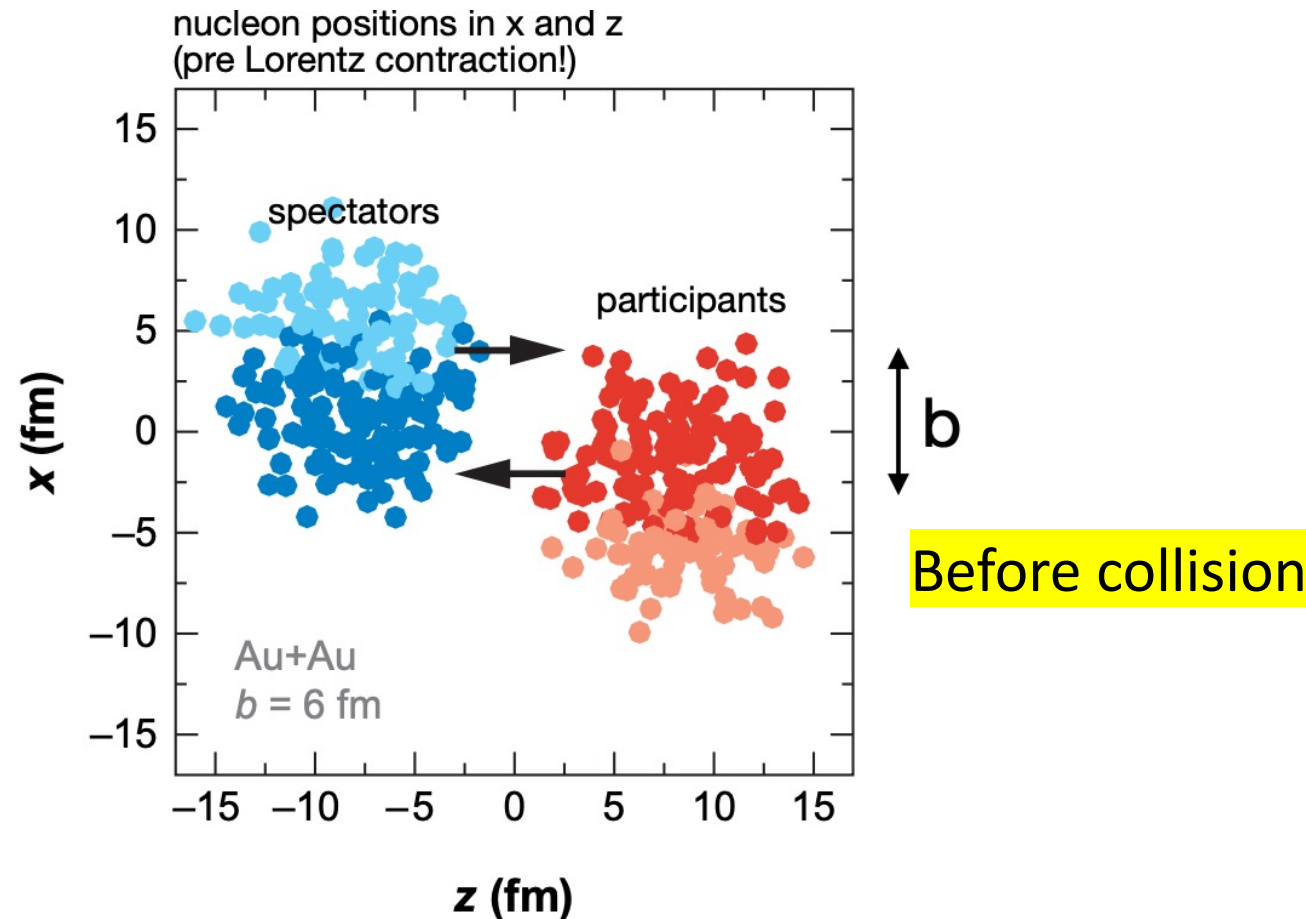 nucleon positions in x and z
(pre Lorentz contraction!)
15
10
5
0
−5
−10
−15
x (fm)
spectators
participants
b
Before collision
Au+Au
b = 6 fm
−15 −10 −5 0 5 10 15
z (fm)